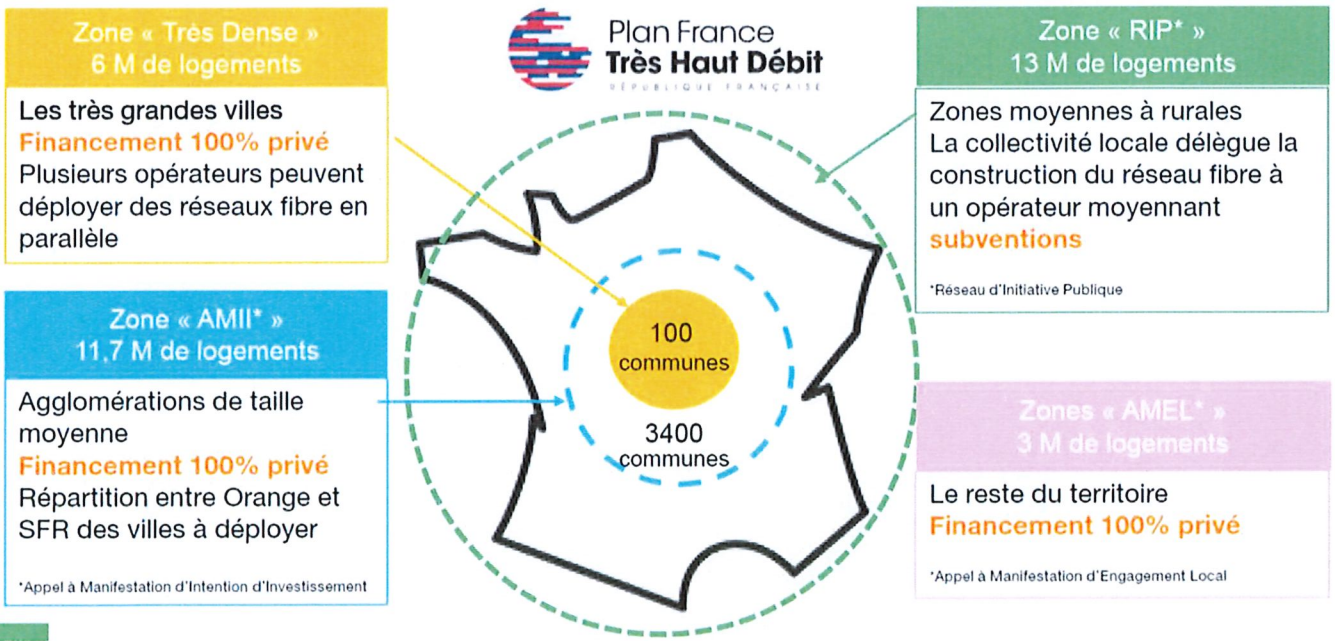 Zone « Très Dense »
6 M de logements
Les très grandes villes
Financement 100% privé
Plusieurs opérateurs peuvent
déployer des réseaux fibre en
parallèle
Zone « AMII* »
11,7 M de logements
Agglomérations de taille
moyenne
Financement 100% privé
Répartition entre Orange et
SFR des villes à déployer
*Appel à Manifestation d'Intention d'Investissement
Plan France
Très Haut Débit
RÉPUBLIQUE FRANÇAISE
100
communes
3400
communes
Zone « RIP* »
13 M de logements
Zones moyennes à rurales
La collectivité locale délègue la
construction du réseau fibre à
un opérateur moyennant
subventions
*Réseau d'Initiative Publique
Zones « AMEL* »
3 M de logements
Le reste du territoire
Financement 100% privé
*Appel à Manifestation d'Engagement Local